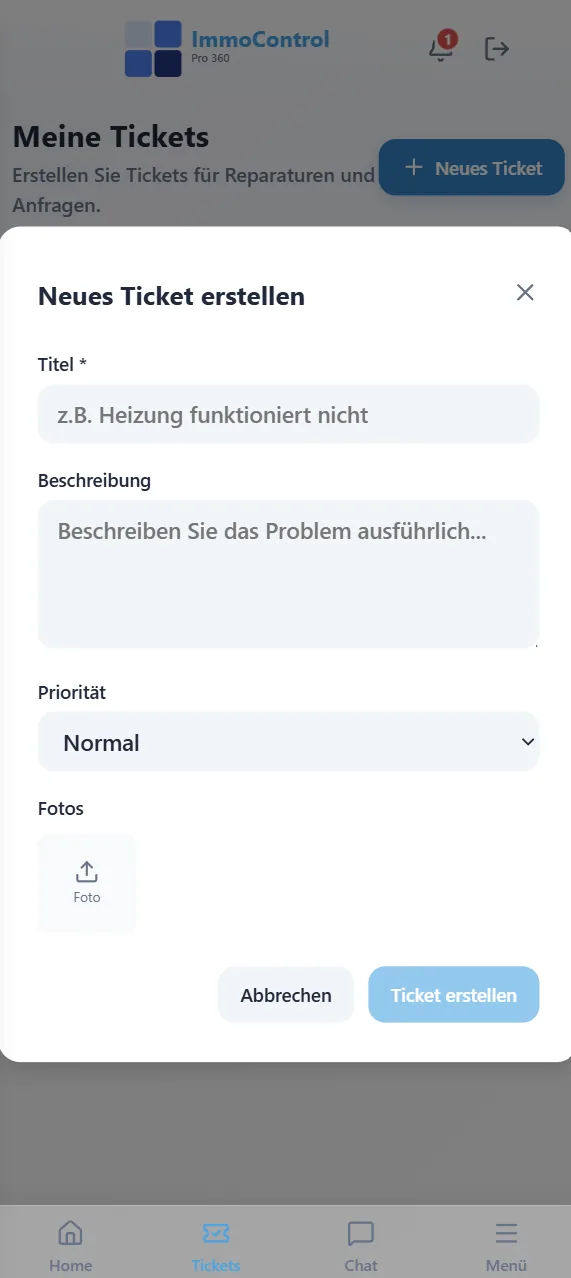 ImmoControl
Pro 360
1
Meine Tickets
Erstellen Sie Tickets für Reparaturen und
Anfragen.
Neues Ticket
Neues Ticket erstellen
Titel *
z.B. Heizung funktioniert nicht
Beschreibung
Beschreiben Sie das Problem ausführlich...
Priorität
Normal
Fotos
Foto
Abbrechen
Ticket erstellen
Home
Tickets
Chat
Menü